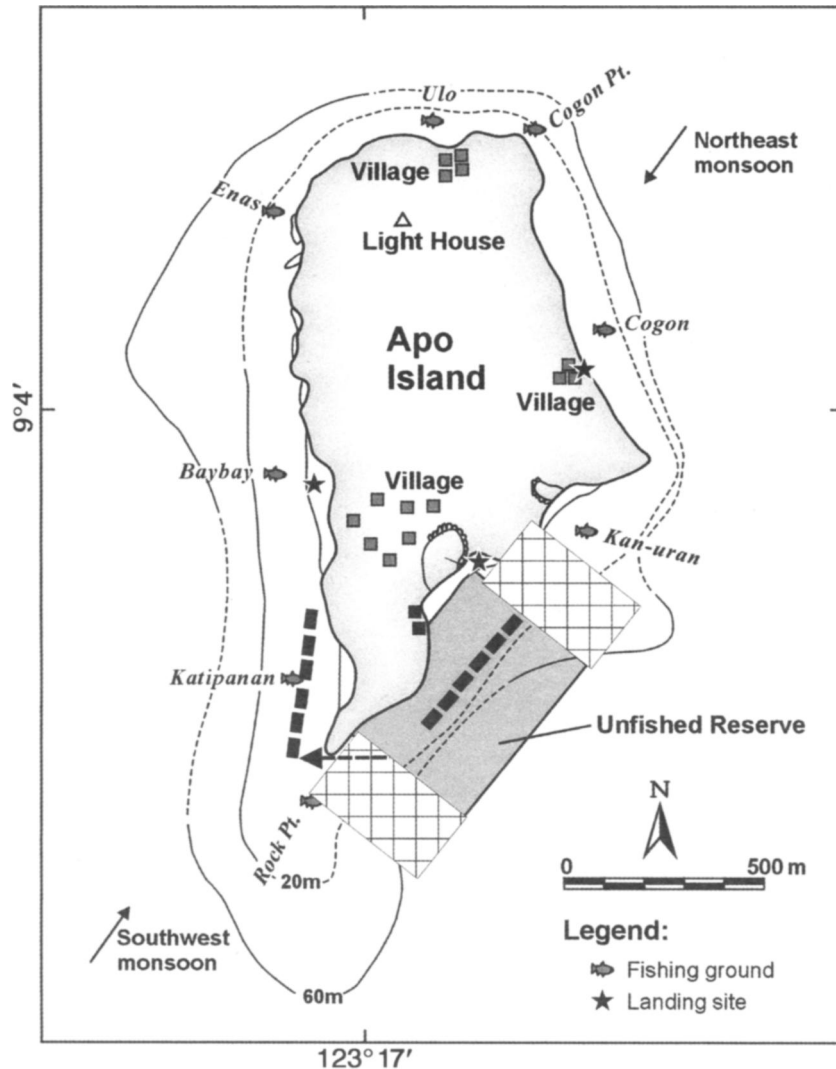 Ulo
Cogon Pt.
Northeast
monsoon
Village
Enas
Light House
Cogon
Apo
Island
9°4′
Village
Baybay
Village
Kan-uran
Katipanan
Unfished Reserve
N
Rock Pt.
0 500 m
20m
Southwest
monsoon
Legend:
Fishing ground
60m
Landing site
123° 17′